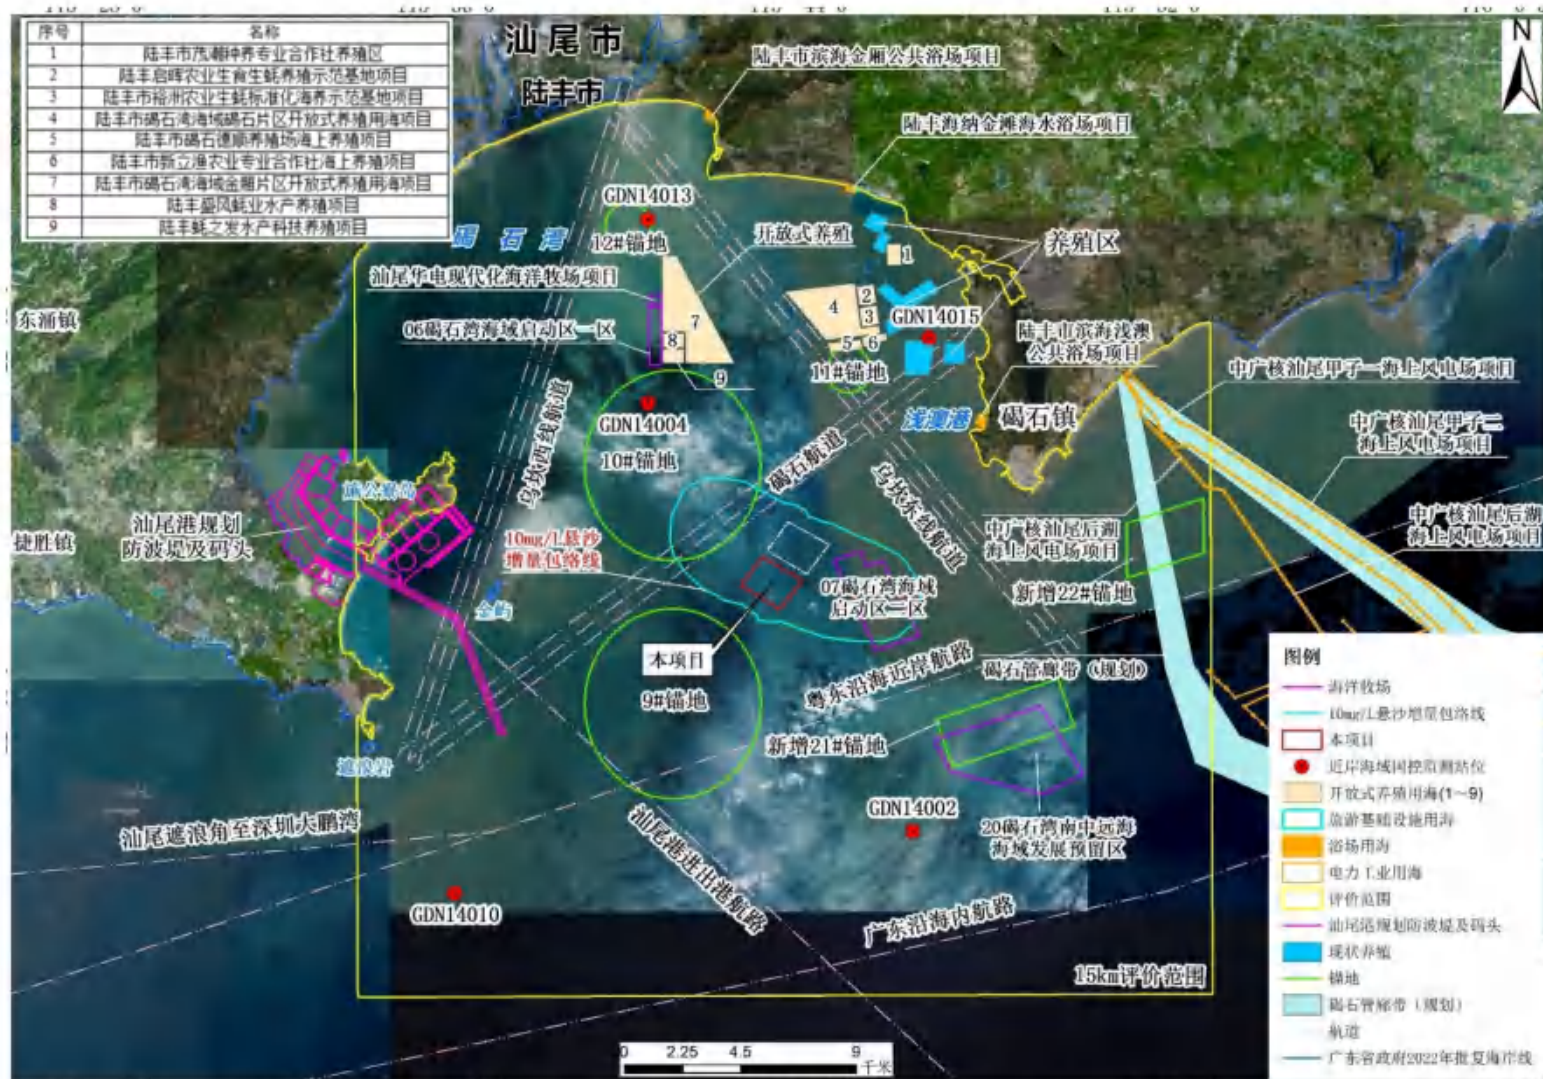 序号 名称
1 陆丰市茂湖种养专业合作社养殖区
2 陆丰启晖农业生食生蚝养殖示范基地项目
3 陆丰市裕洲农业生蚝标准化海养示范基地项目
4 陆丰市碣石湾海域碣石片区开放式养殖用海项目
5 陆丰市碣石德顺养殖场海上养殖项目
6 陆丰市新立渔农业专业合作社海上养殖项目
7 陆丰市碣石湾海域金厢片区开放式养殖用海项目
8 陆丰盛风蚝业水产养殖项目
9 陆丰蚝之发水产科技养殖项目
汕尾市
陆丰市
陆丰市滨海金厢公共浴场项目
陆丰海纳金滩海水浴场项目
N
碣石湾
GDN14013
12#锚地
开放式养殖
养殖区
1
汕尾华电现代化海洋牧场项目
06碣石湾海域启动区一区
7
8
9
4
2
3
5
6
GDN14015
11#锚地
陆丰市滨海浅澳
公共浴场项目
东涌镇
中广核汕尾甲子一海上风电场项目
中广核汕尾甲子二
海上风电场项目
GDN14004
10#锚地
乌坎西线航道
碣石航道
乌坎东线航道
浅澳港
碣石镇
施公寮岛
汕尾港规划
防波堤及码头
捷胜镇
10mg/L悬沙
增量包络线
中广核汕尾后湖
海上风电场项目
中广核汕尾后湖
海上风电场项目
新增22#锚地
07碣石湾海域
启动区二区
金屿
本项目
9#锚地
粤东沿海近岸航路
碣石管廊带（规划）
新增21#锚地
遮浪岩
汕尾遮浪角至深圳大鹏湾
汕尾港进出港航路
GDN14002
20碣石湾南中远海
海域发展预留区
GDN14010
广东沿海内航路
15km评价范围
0 2.25 4.5 9
千米
图例
海洋牧场
10mg/L悬沙增量包络线
本项目
近岸海域国控监测站位
开放式养殖用海(1～9)
旅游基础设施用海
浴场用海
电力工业用海
评价范围
汕尾港规划防波堤及码头
现状养殖
锚地
碣石管廊带（规划）
航道
广东省政府2022年批复海岸线